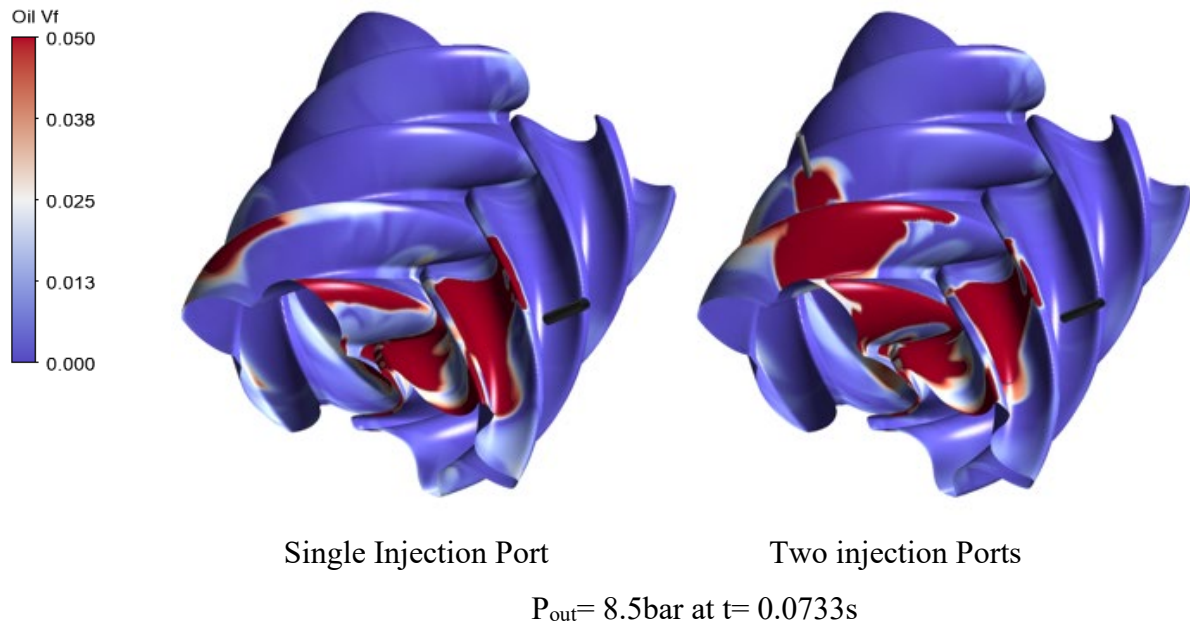 Oil Vf
0.050
0.038
0.025
0.013
0.000
Single Injection Port
Two injection Ports
Pout= 8.5bar at t= 0.0733s